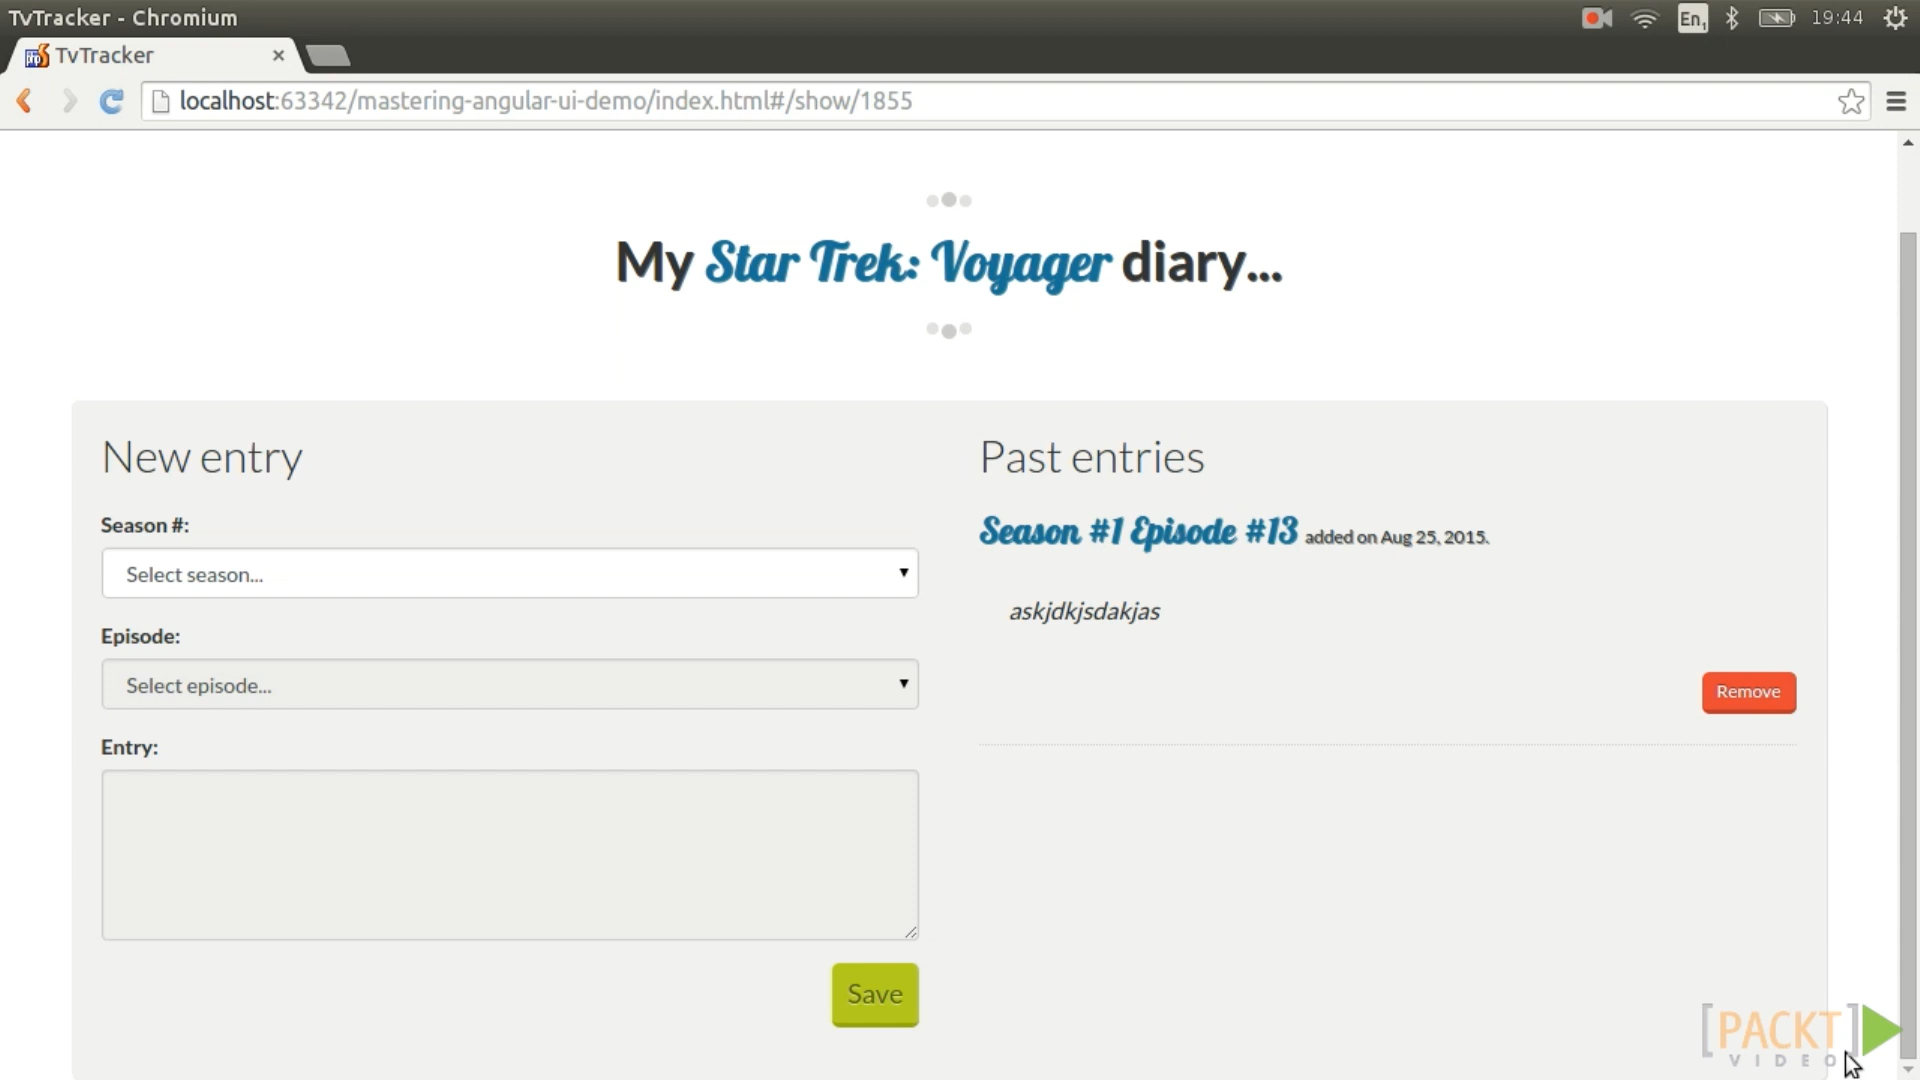 TvTracker - Chromium
En1 19:44
TvTracker
localhost:63342/mastering-angular-ui-demo/index.html#/show/1855
My Star Trek: Voyager diary...
New entry
Season #:
Select season...
Episode:
Select episode...
Entry:
Save
Past entries
Season #1 Episode #13 added on Aug 25, 2015.
askjdkjsdakjas
Remove
[PACKT]
VIDEO